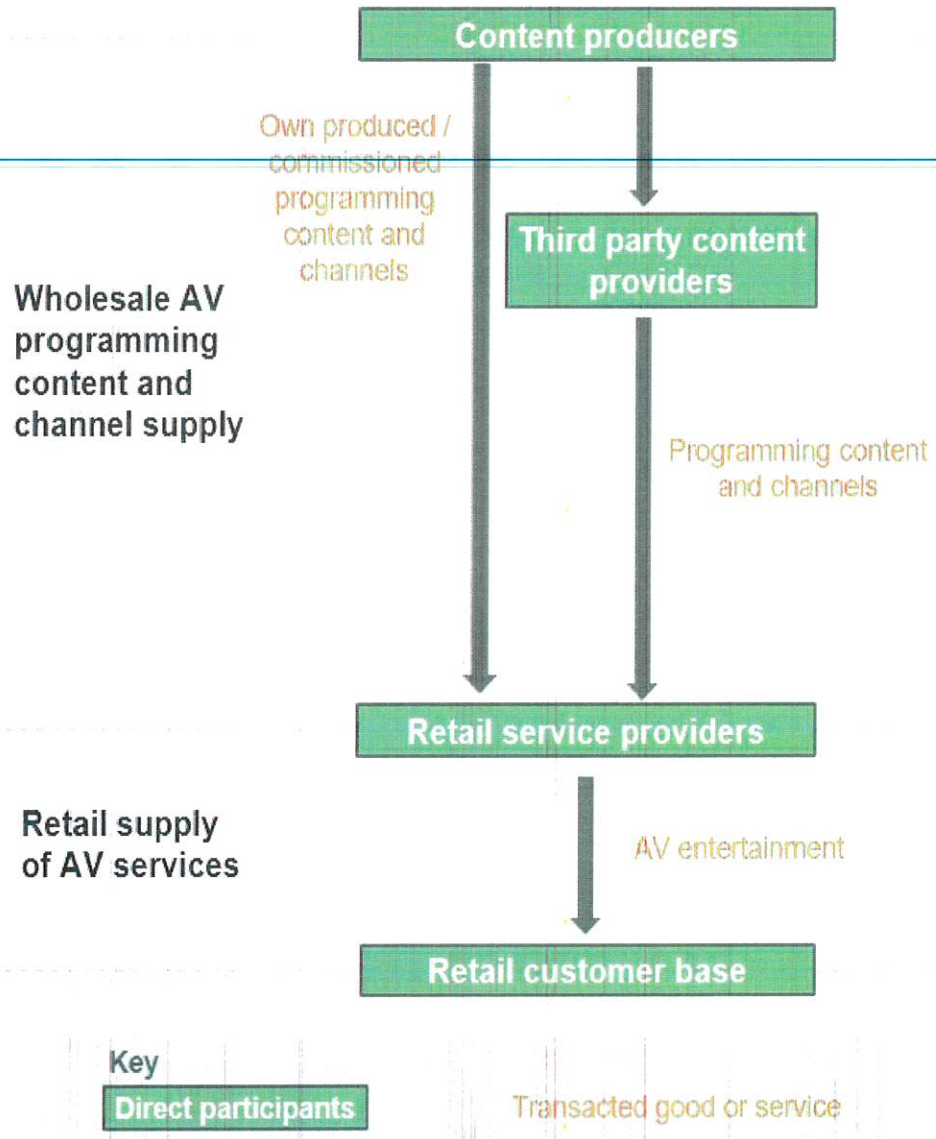 Content producers
Own produced /
commissioned
programming
content and
channels
Third party content
providers
Wholesale AV
programming
content and
channel supply
Programming content
and channels
Retail service providers
Retail supply
of AV services
AV entertainment
Retail customer base
Key
Direct participants
Transacted good or service